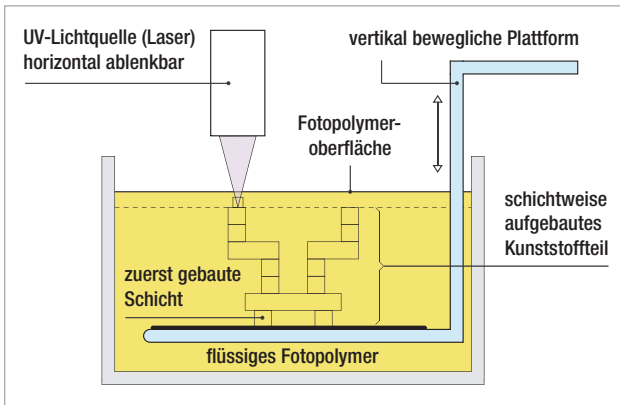 UV-Lichtquelle (Laser)
horizontal ablenkbar
vertikal bewegliche Plattform
Fotopolymer-
oberfläche
schichtweise
aufgebautes
Kunststoffteil
zuerst gebaute
Schicht
flüssiges Fotopolymer